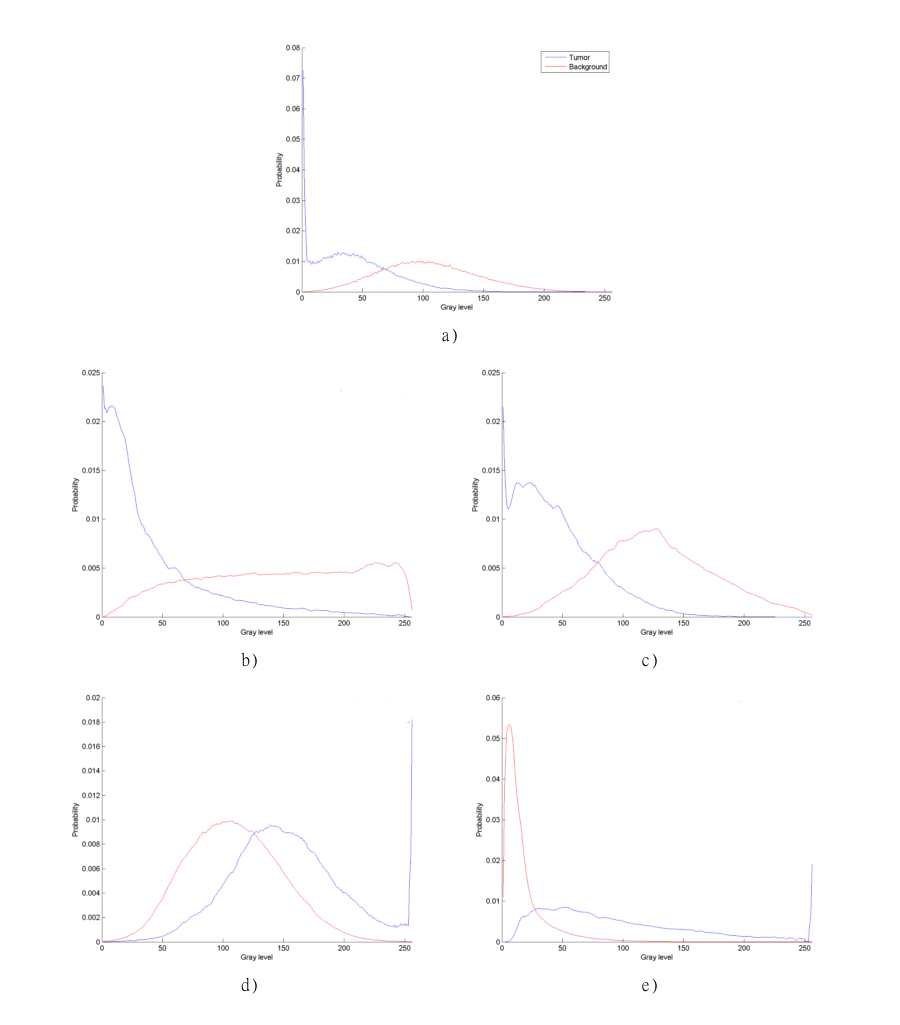 0.08
0.07
0.06
0.05
0.04
0.03
0.02
0.01
0
Probability
Tumor
Background
0 50 100 150 200 250
Gray level
a)
0.025
0.02
0.015
0.01
0.005
0
Probability
0 50 100 150 200 250
Gray level
b)
0.025
0.02
0.015
0.01
0.005
0
Probability
0 50 100 150 200 250
Gray level
c)
0.02
0.018
0.016
0.014
0.012
0.01
0.008
0.006
0.004
0.002
0
Probability
0 50 100 150 200 250
Gray level
d)
0.06
0.05
0.04
0.03
0.02
0.01
0
Probability
0 50 100 150 200 250
Gray level
e)